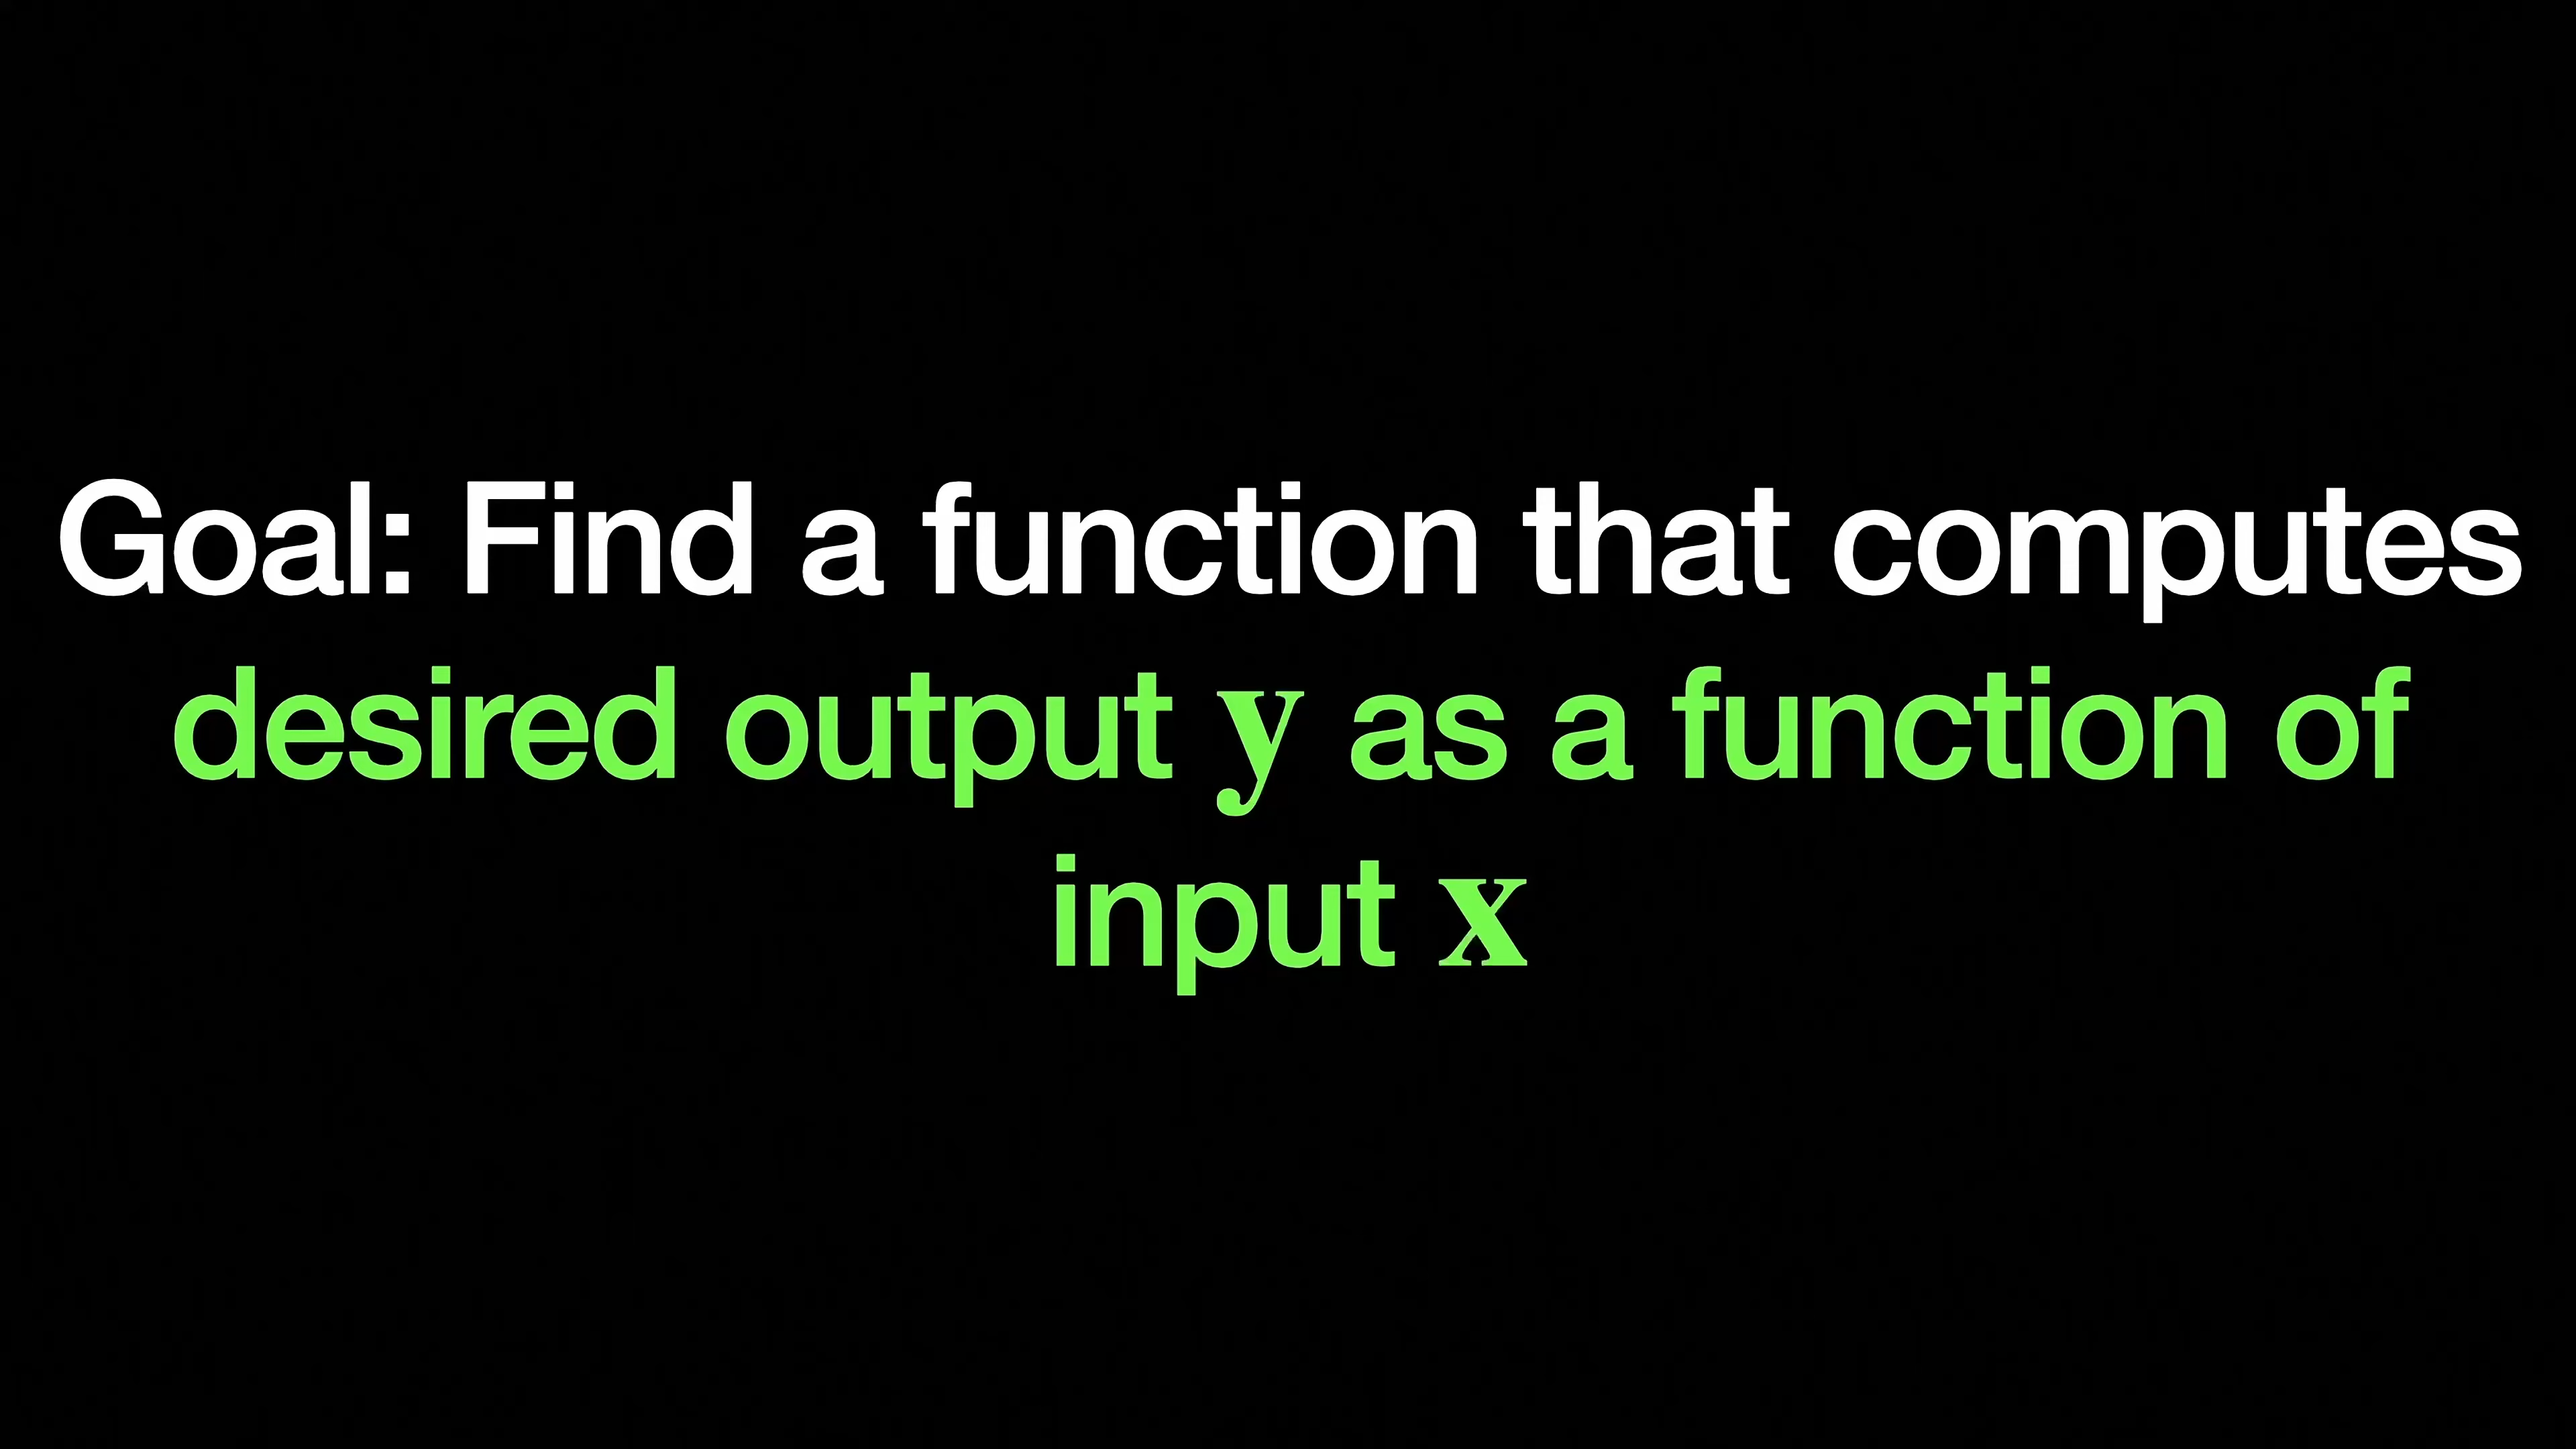 Goal: Find a function that computes
desired output y as a function of
input x